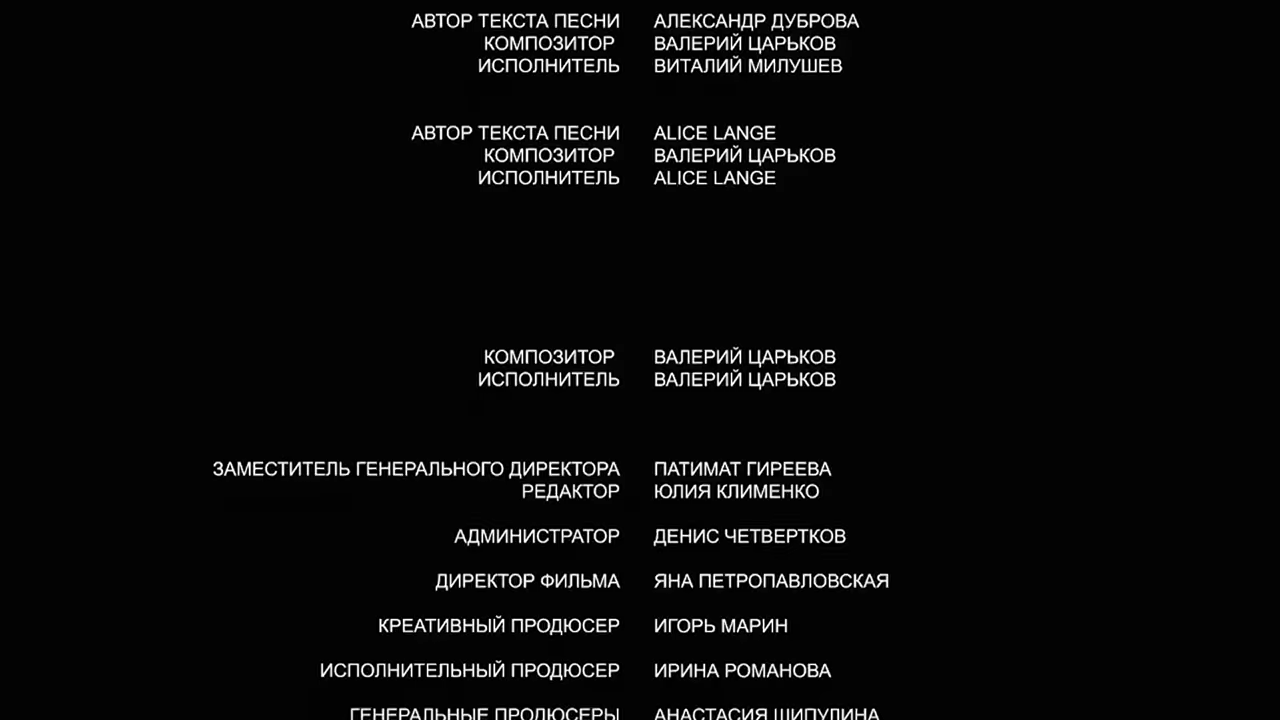 АВТОР ТЕКСТА ПЕСНИ АЛЕКСАНДР ДУБРОВА
КОМПОЗИТОР ВАЛЕРИЙ ЦАРЬКОВ
ИСПОЛНИТЕЛЬ ВИТАЛИЙ МИЛУШЕВ
АВТОР ТЕКСТА ПЕСНИ ALICE LANGE
КОМПОЗИТОР ВАЛЕРИЙ ЦАРЬКОВ
ИСПОЛНИТЕЛЬ ALICE LANGE
КОМПОЗИТОР ВАЛЕРИЙ ЦАРЬКОВ
ИСПОЛНИТЕЛЬ ВАЛЕРИЙ ЦАРЬКОВ
ЗАМЕСТИТЕЛЬ ГЕНЕРАЛЬНОГО ДИРЕКТОРА ПАТИМАТ ГИРЕЕВА
РЕДАКТОР ЮЛИЯ КЛИМЕНКО
АДМИНИСТРАТОР ДЕНИС ЧЕТВЕРТКОВ
ДИРЕКТОР ФИЛЬМА ЯНА ПЕТРОПАВЛОВСКАЯ
КРЕАТИВНЫЙ ПРОДЮСЕР ИГОРЬ МАРИН
ИСПОЛНИТЕЛЬНЫЙ ПРОДЮСЕР ИРИНА РОМАНОВА
ГЕНЕРАЛЬНЫЕ ПРОДЮСЕРЫ АНАСТАСИЯ ШИПУЛИНА